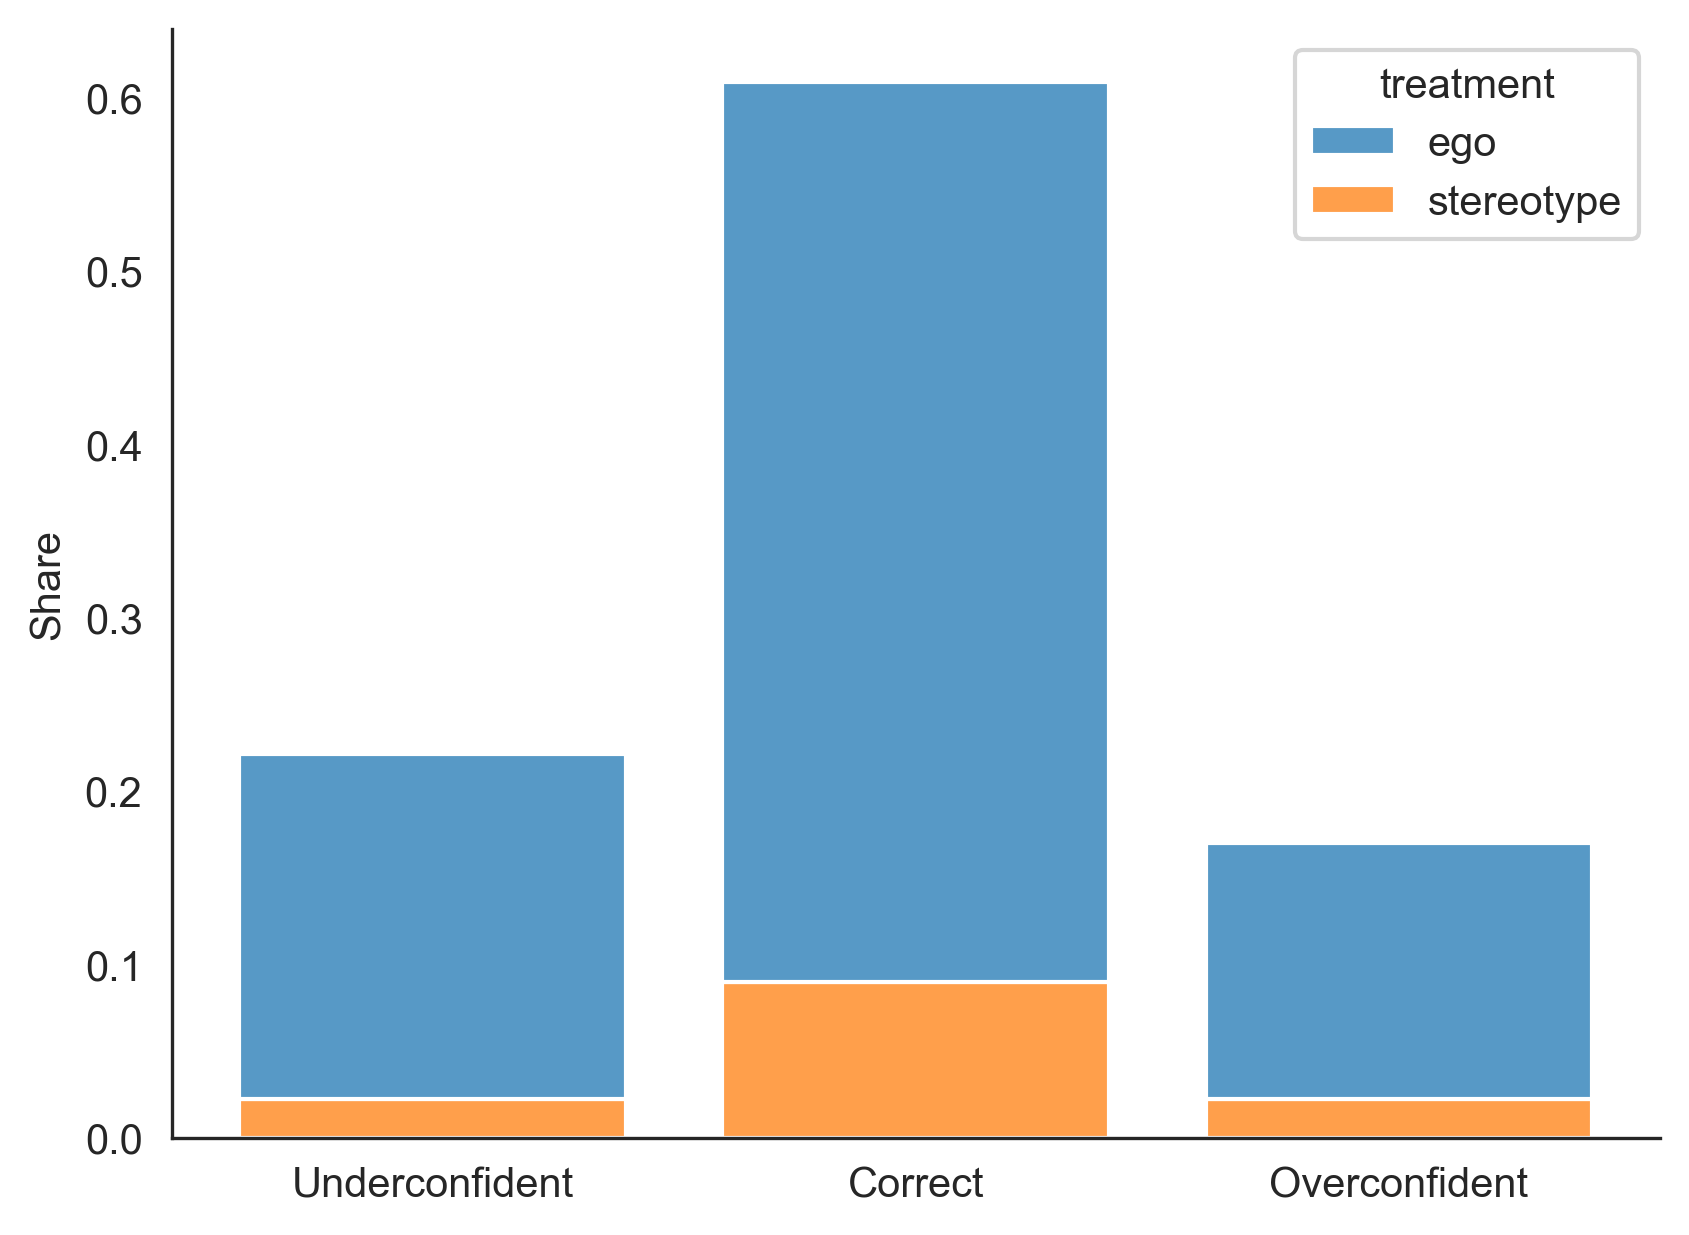 treatment
ego
stereotype
Share
0.6
0.5
0.4
0.3
0.2
0.1
0.0
Underconfident
Correct
Overconfident